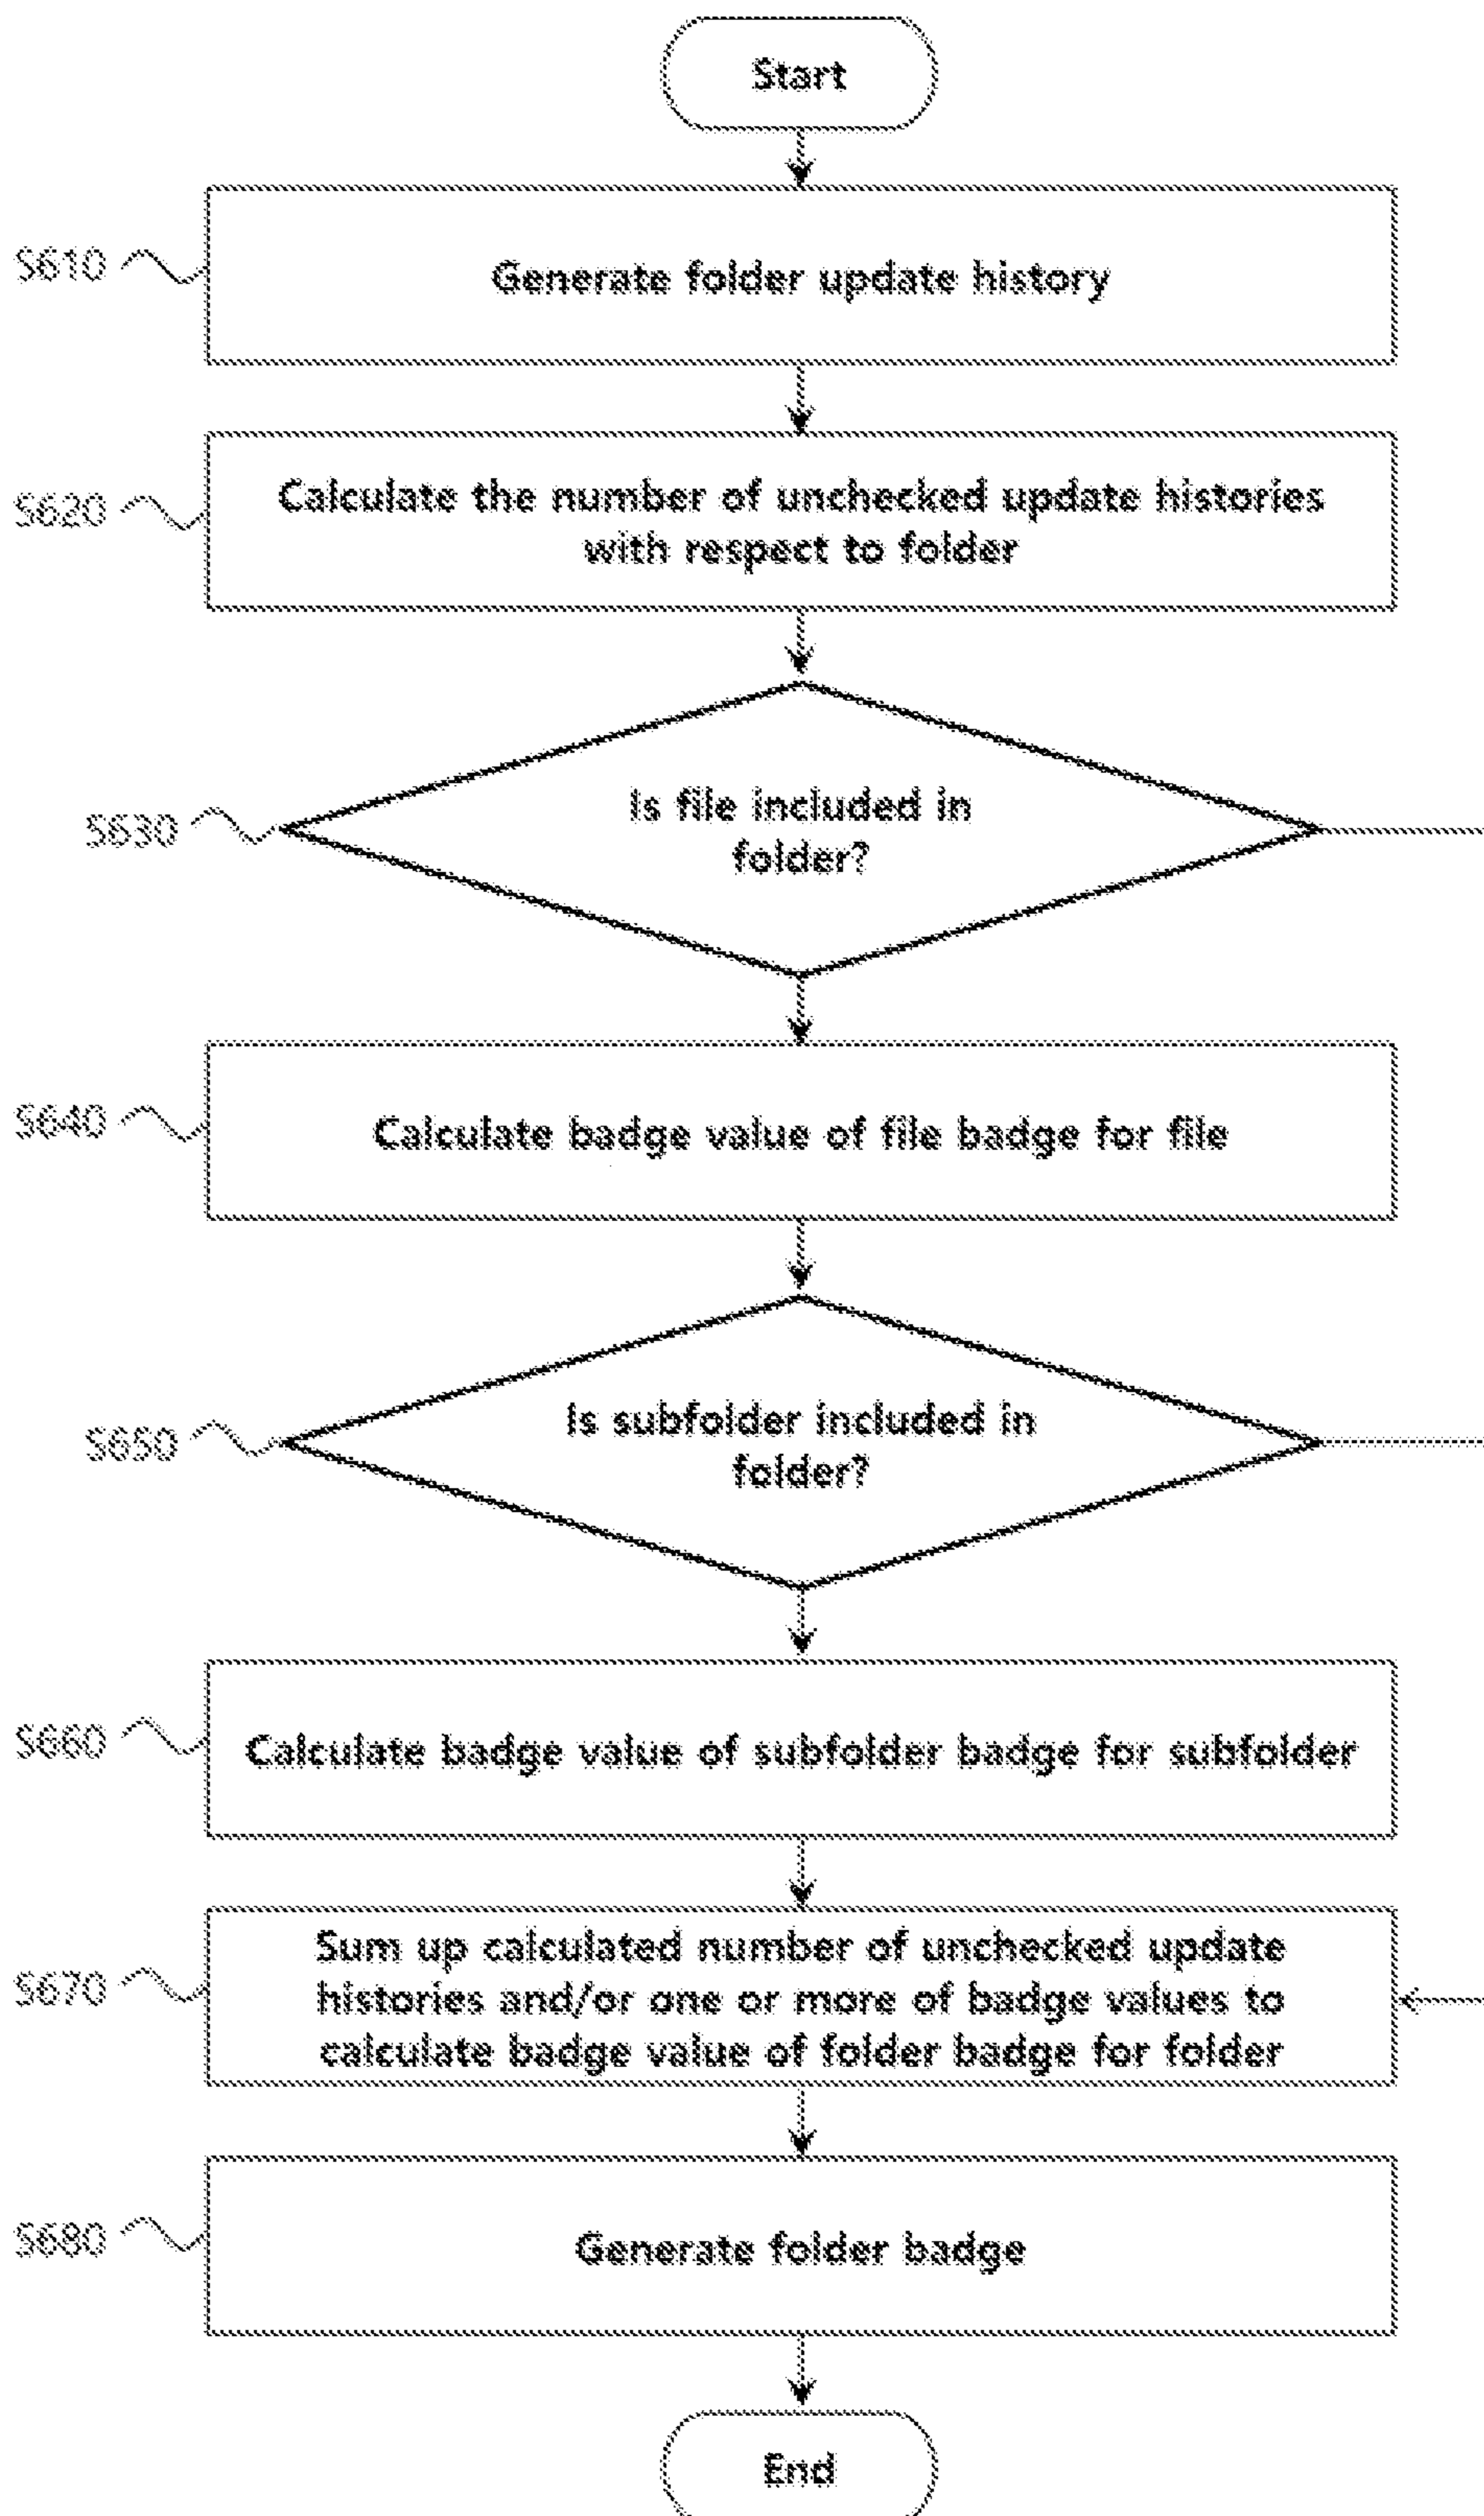 Start
S610
Generate folder update history
S620
Calculate the number of unchecked update histories
with respect to folder
S630
Is file included in
folder?
S640
Calculate badge value of file badge for file
S650
Is subfolder included in
folder?
S660
Calculate badge value of subfolder badge for subfolder
S670
Sum up calculated number of unchecked update
histories and/or one or more of badge values to
calculate badge value of folder badge for folder
S680
Generate folder badge
End